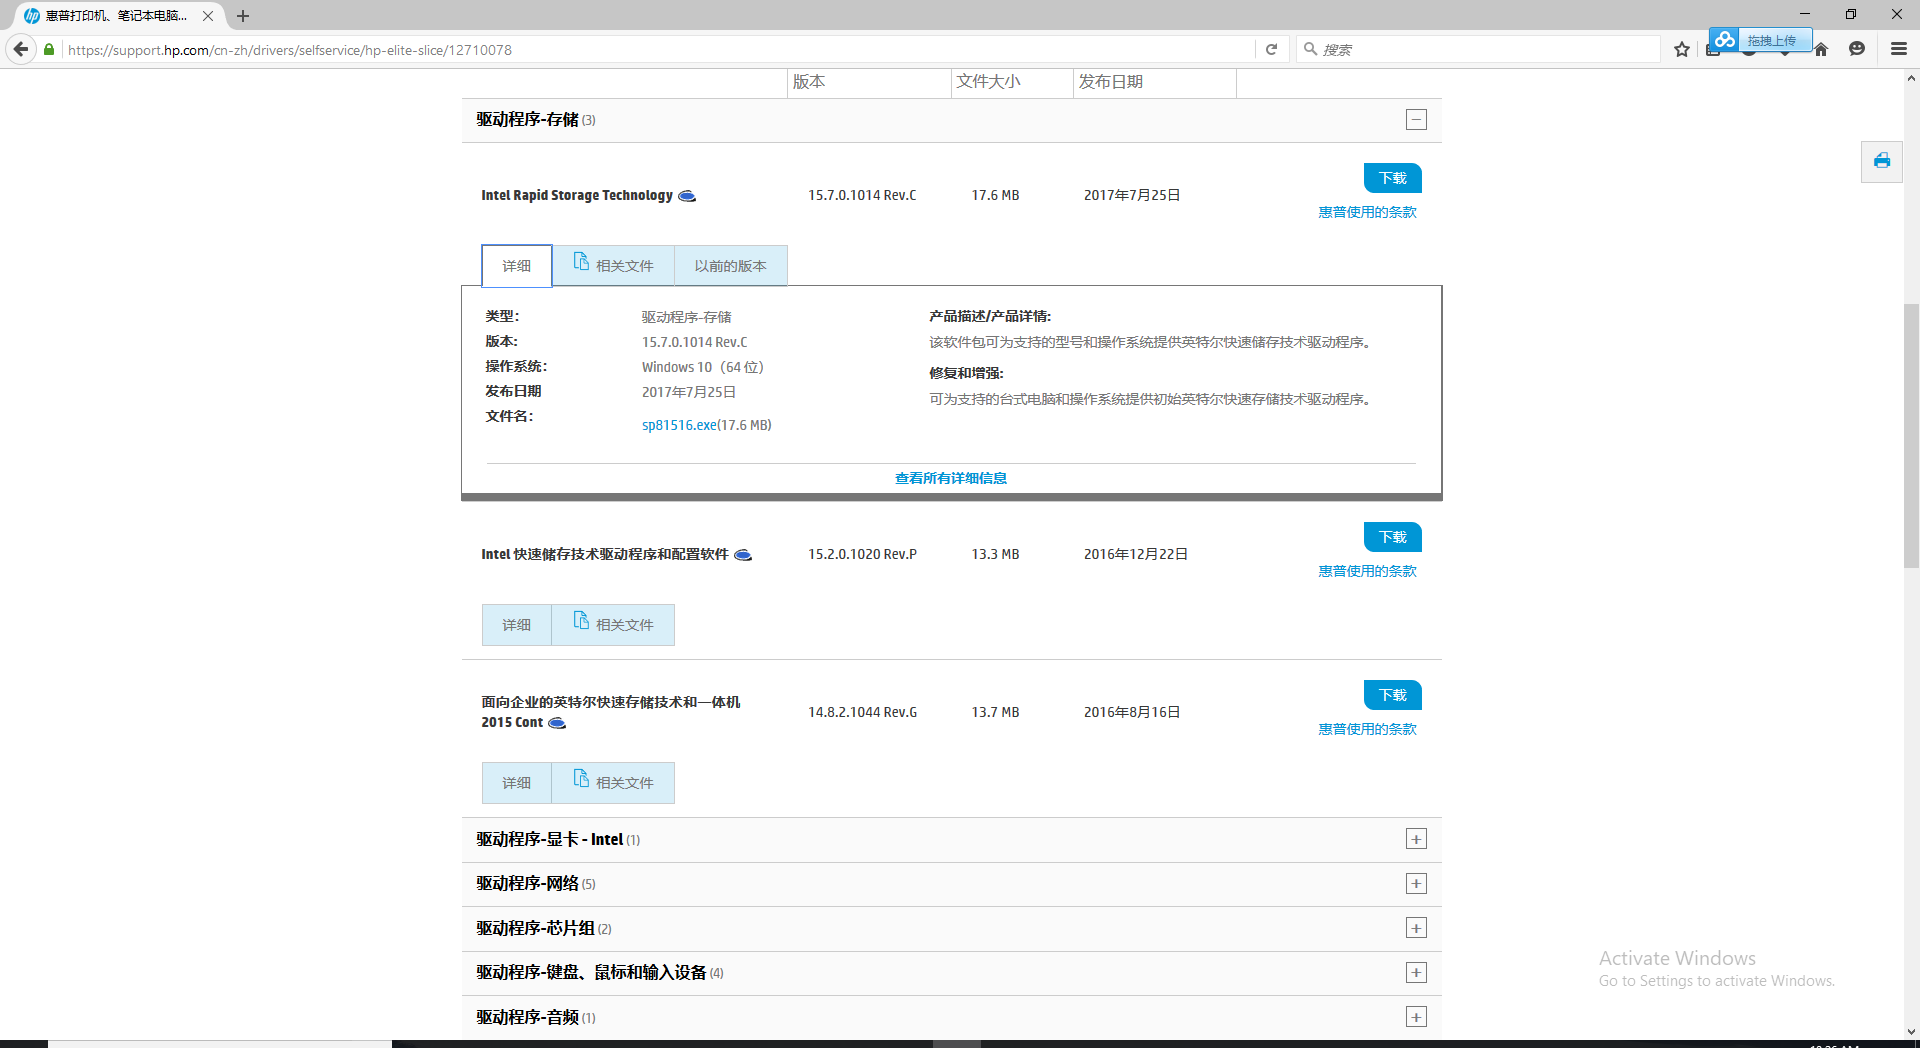 惠普打印机、笔记本电脑...
https://support.hp.com/cn-zh/drivers/selfservice/hp-elite-slice/12710078
搜索
拖拽上传
版本 文件大小 发布日期
驱动程序-存储 (3)
Intel Rapid Storage Technology 15.7.0.1014 Rev.C 17.6 MB 2017年7月25日 下载
惠普使用的条款
详细 相关文件 以前的版本
类型: 驱动程序-存储
版本: 15.7.0.1014 Rev.C
操作系统: Windows 10（64 位）
发布日期 2017年7月25日
文件名: sp81516.exe(17.6 MB)
产品描述/产品详情:
该软件包可为支持的型号和操作系统提供英特尔快速储存技术驱动程序。
修复和增强:
可为支持的台式电脑和操作系统提供初始英特尔快速存储技术驱动程序。
查看所有详细信息
Intel 快速储存技术驱动程序和配置软件 15.2.0.1020 Rev.P 13.3 MB 2016年12月22日 下载
惠普使用的条款
详细 相关文件
面向企业的英特尔快速存储技术和一体机
2015 Cont 14.8.2.1044 Rev.G 13.7 MB 2016年8月16日 下载
惠普使用的条款
详细 相关文件
驱动程序-显卡 - Intel (1)
驱动程序-网络 (5)
驱动程序-芯片组 (2)
驱动程序-键盘、鼠标和输入设备 (4)
驱动程序-音频 (1)
Activate Windows
Go to Settings to activate Windows.